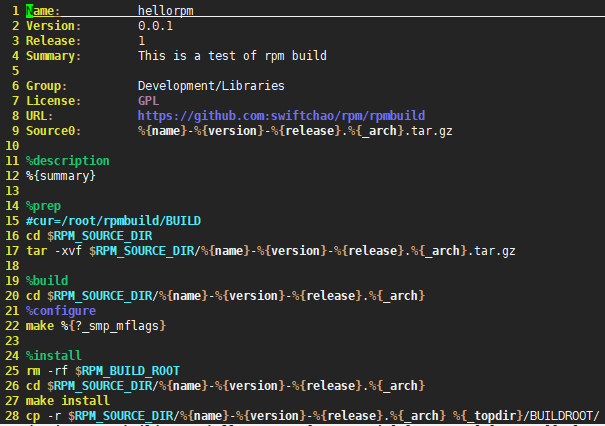 1 Name: hellorpm
2 Version: 0.0.1
3 Release: 1
4 Summary: This is a test of rpm build
5
6 Group: Development/Libraries
7 License: GPL
8 URL: https://github.com:swiftchao/rpm/rpmbuild
9 Source0: %{name}-%{version}-%{release}.%{_arch}.tar.gz
10
11 %description
12 %{summary}
13
14 %prep
15 #cur=/root/rpmbuild/BUILD
16 cd $RPM_SOURCE_DIR
17 tar -xvf $RPM_SOURCE_DIR/%{name}-%{version}-%{release}.%{_arch}.tar.gz
18
19 %build
20 cd $RPM_SOURCE_DIR/%{name}-%{version}-%{release}.%{_arch}
21 %configure
22 make %{?_smp_mflags}
23
24 %install
25 rm -rf $RPM_BUILD_ROOT
26 cd $RPM_SOURCE_DIR/%{name}-%{version}-%{release}.%{_arch}
27 make install
28 cp -r $RPM_SOURCE_DIR/%{name}-%{version}-%{release}.%{_arch} %{_topdir}/BUILDROOT/